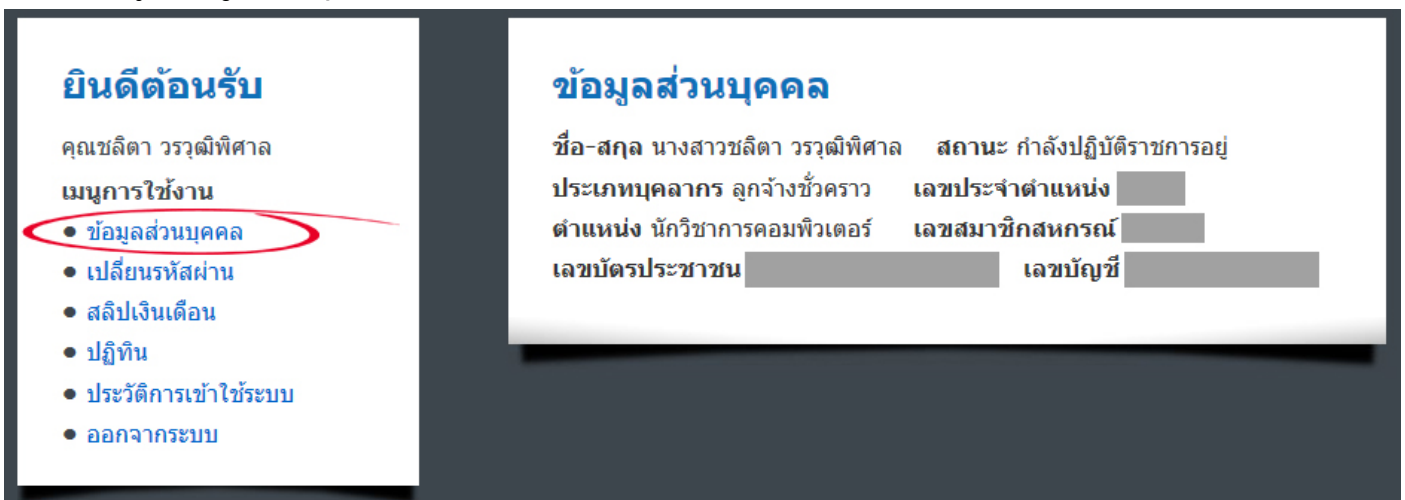 ยินดีต้อนรับ
คุณชลิตา วรวุฒิพิศาล
เมนูการใช้งาน
● ข้อมูลส่วนบุคคล
● เปลี่ยนรหัสผ่าน
● สลิปเงินเดือน
● ปฏิทิน
● ประวัติการเข้าใช้ระบบ
● ออกจากระบบ
ข้อมูลส่วนบุคคล
ชื่อ-สกุล นางสาวชลิตา วรวุฒิพิศาล สถานะ กำลังปฏิบัติราชการอยู่
ประเภทบุคลากร ลูกจ้างชั่วคราว เลขประจำตำแหน่ง
ตำแหน่ง นักวิชาการคอมพิวเตอร์ เลขสมาชิกสหกรณ์
เลขบัตรประชาชน เลขบัญชี